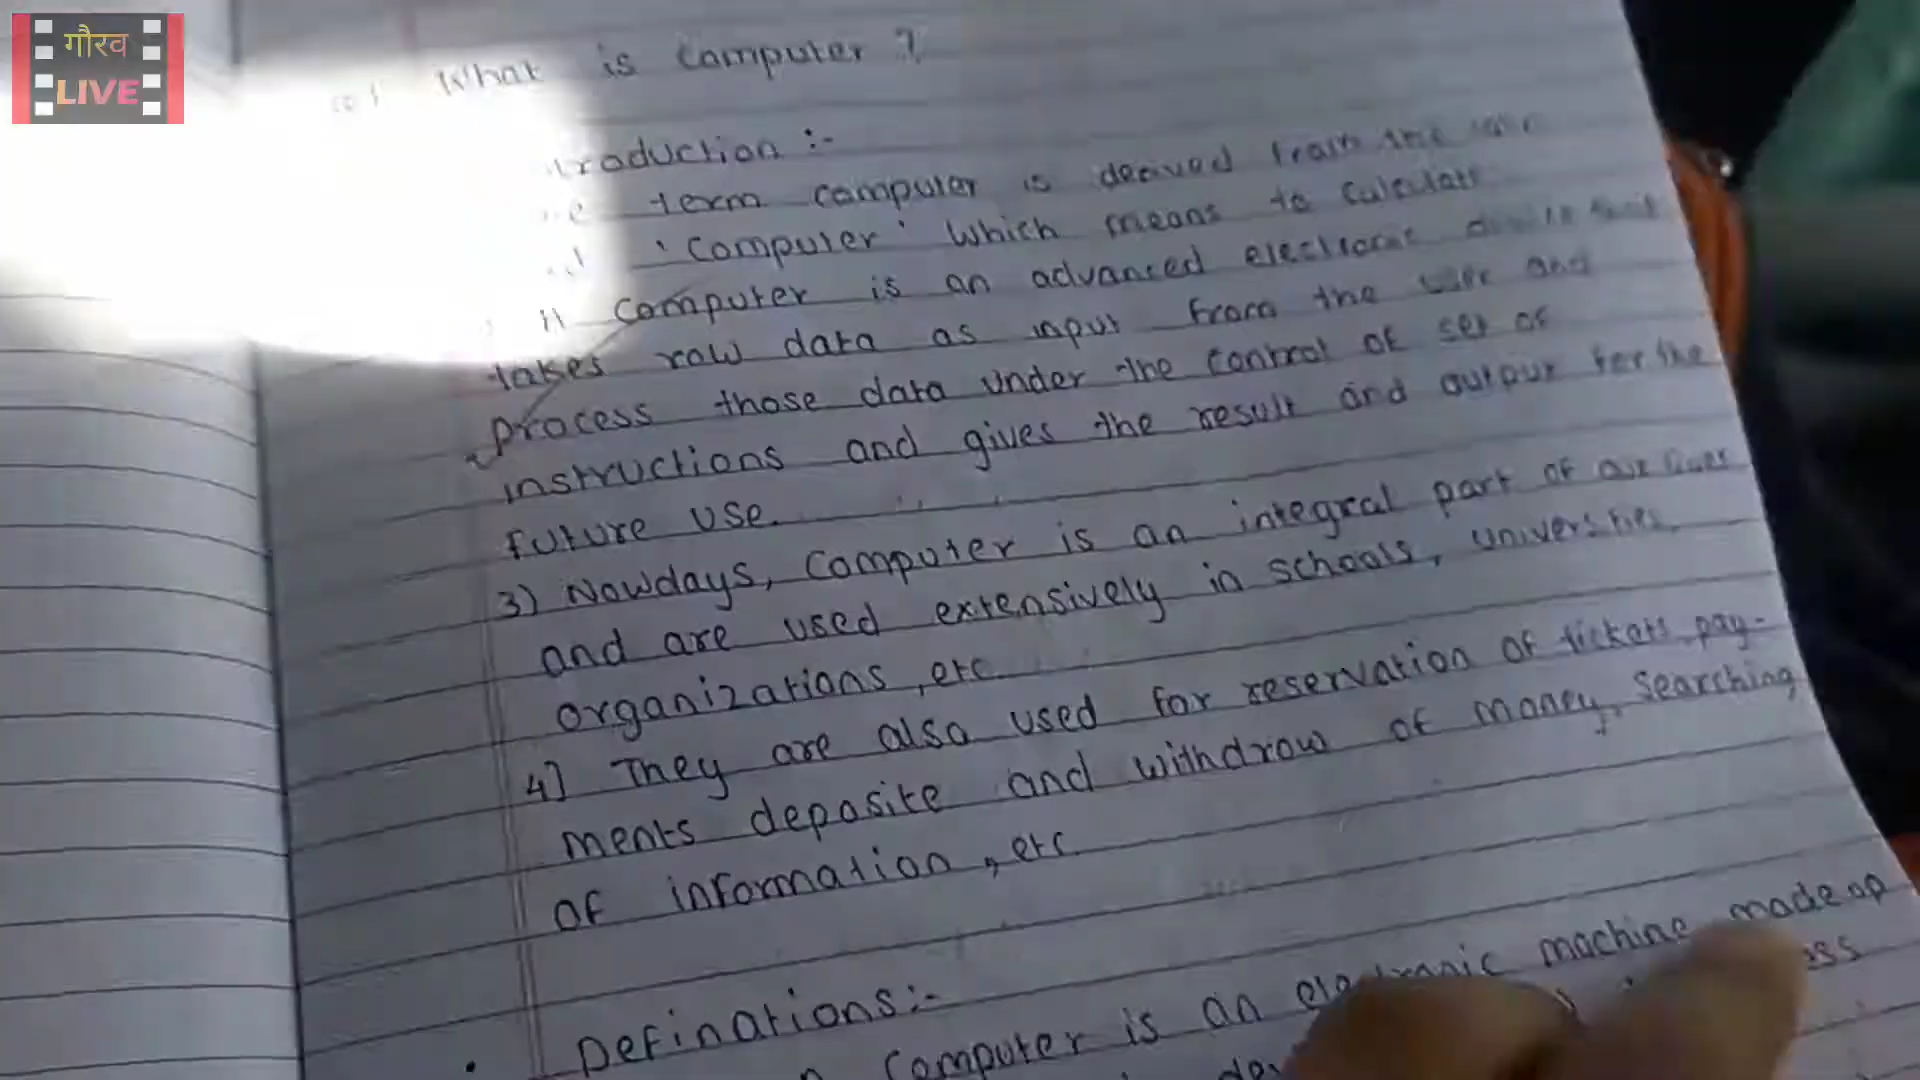 गौरव
LIVE
What is Computer ?
troduction :-
term computer is derived from the
'Computer' which means to calculate
Computer is an advanced electronic
takes raw data as input from the user and
process those data under the control of set of
instructions and gives the result and output for the
future use.
3) Nowdays, Computer is an integral part of our lives
and are used extensively in schools, universities,
organizations, etc.
4] They are also used for reservation of tickets, pay-
ments deposite and withdrow of money, Searching
of information, etc.
Definations:-
Computer is an machine made op